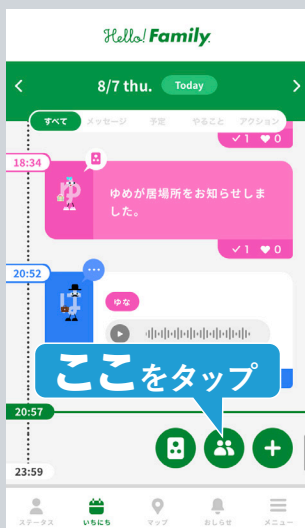 Hello! Family.
8/7 thu. Today
すべて メッセージ 予定 やること アクション
✓1 ♥0
18:34
ゆ
ゆめが居場所をお知らせしま
した。
✓1 ♥0
20:52
は
ゆな
ここをタップ
20:57
23:59
ステータス いちにち マップ おしらせ メニュー